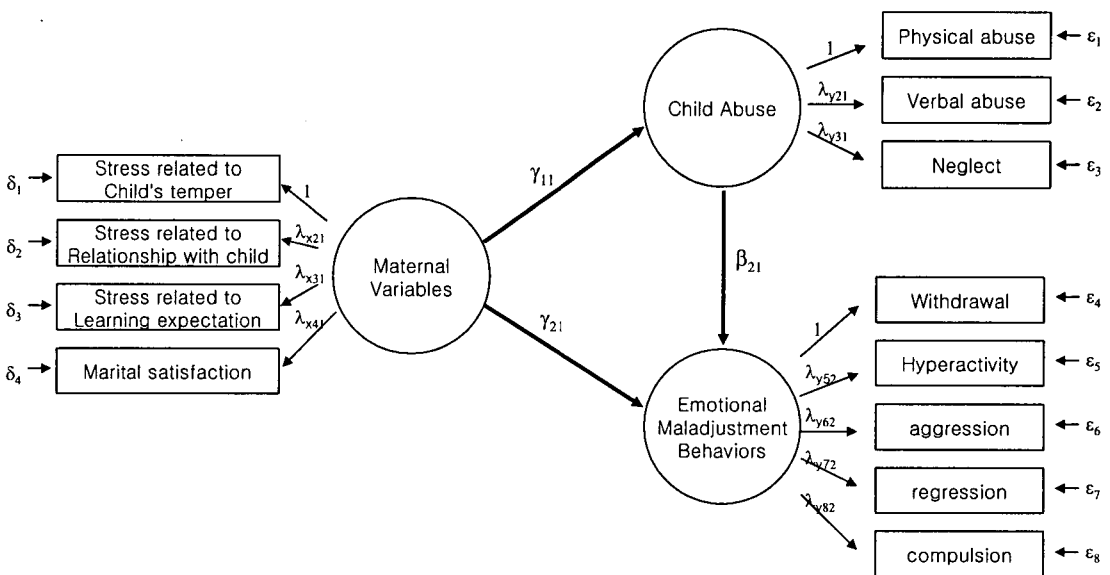 δ₁
Stress related to
Child's temper
1
δ₂
Stress related to
Relationship with child
λx21
δ₃
Stress related to
Learning expectation
λx31
δ₄
Marital satisfaction
λx41
Maternal
Variables
γ₁₁
γ₂₁
Child Abuse
1
Physical abuse
ε₁
λy21
Verbal abuse
ε₂
λy31
Neglect
ε₃
β₂₁
Emotional
Maladjustment
Behaviors
1
Withdrawal
ε₄
λy52
Hyperactivity
ε₅
λy62
aggression
ε₆
λy72
regression
ε₇
λy82
compulsion
ε₈